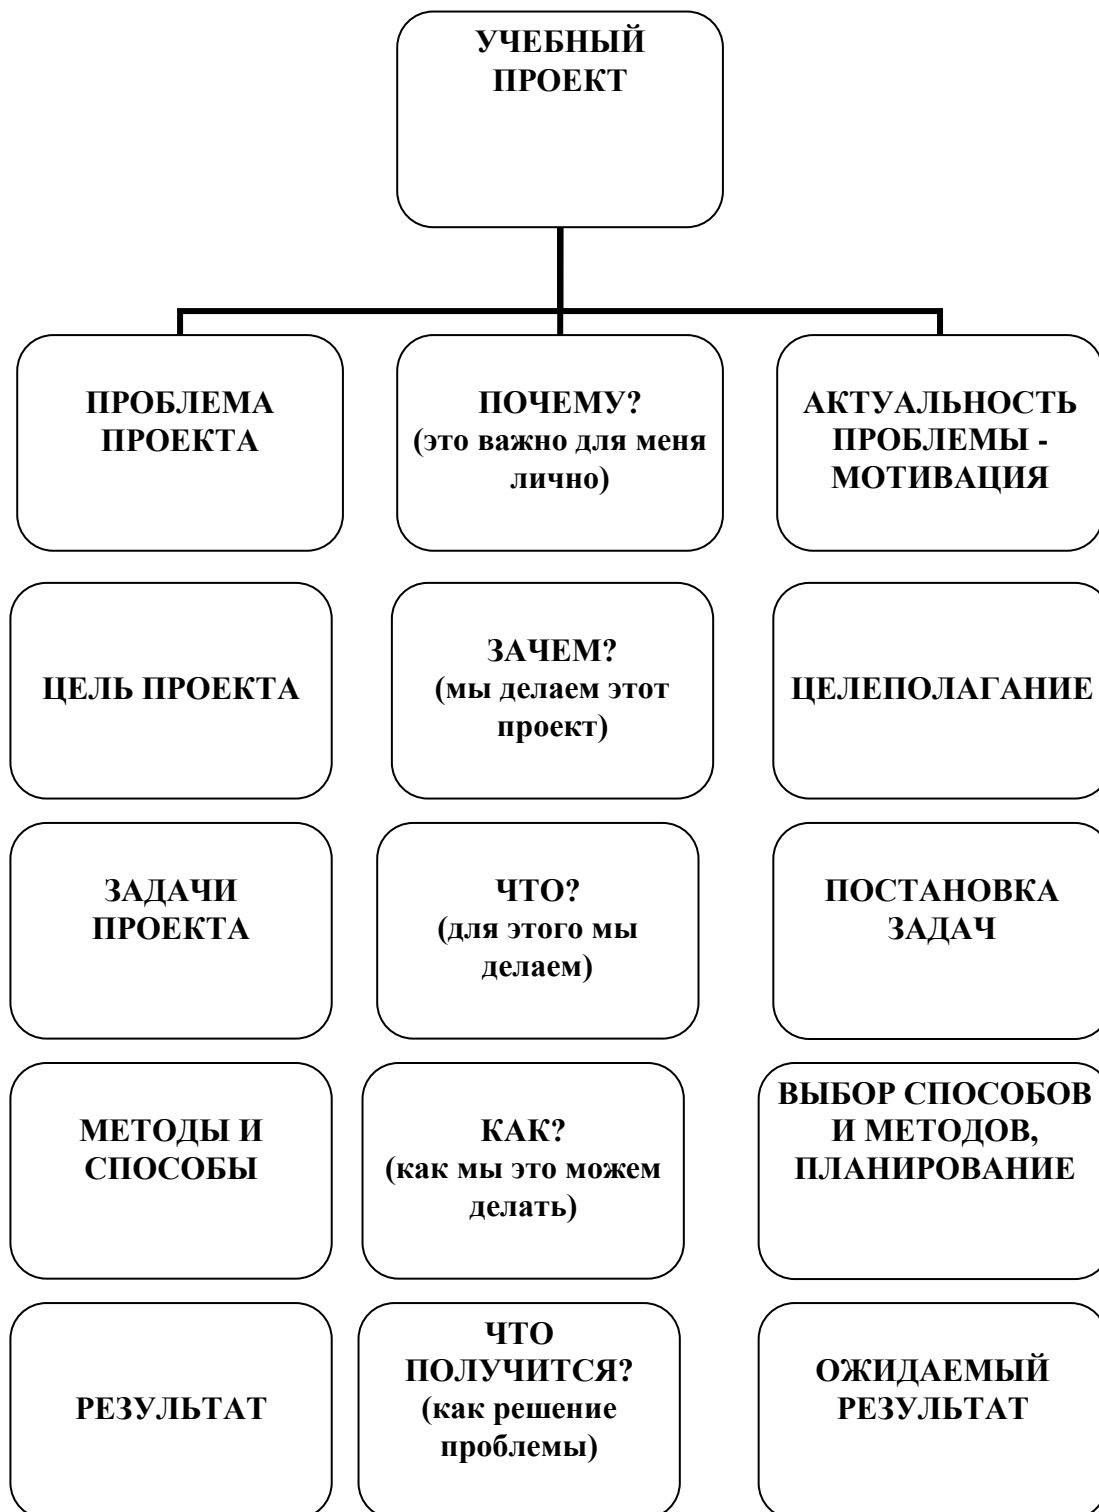 УЧЕБНЫЙ
ПРОЕКТ
ПРОБЛЕМА
ПРОЕКТА
ПОЧЕМУ?
(это важно для меня
лично)
АКТУАЛЬНОСТЬ
ПРОБЛЕМЫ -
МОТИВАЦИЯ
ЦЕЛЬ ПРОЕКТА
ЗАЧЕМ?
(мы делаем этот
проект)
ЦЕЛЕПОЛАГАНИЕ
ЗАДАЧИ
ПРОЕКТА
ЧТО?
(для этого мы
делаем)
ПОСТАНОВКА
ЗАДАЧ
МЕТОДЫ И
СПОСОБЫ
КАК?
(как мы это можем
делать)
ВЫБОР СПОСОБОВ
И МЕТОДОВ,
ПЛАНИРОВАНИЕ
РЕЗУЛЬТАТ
ЧТО
ПОЛУЧИТСЯ?
(как решение
проблемы)
ОЖИДАЕМЫЙ
РЕЗУЛЬТАТ